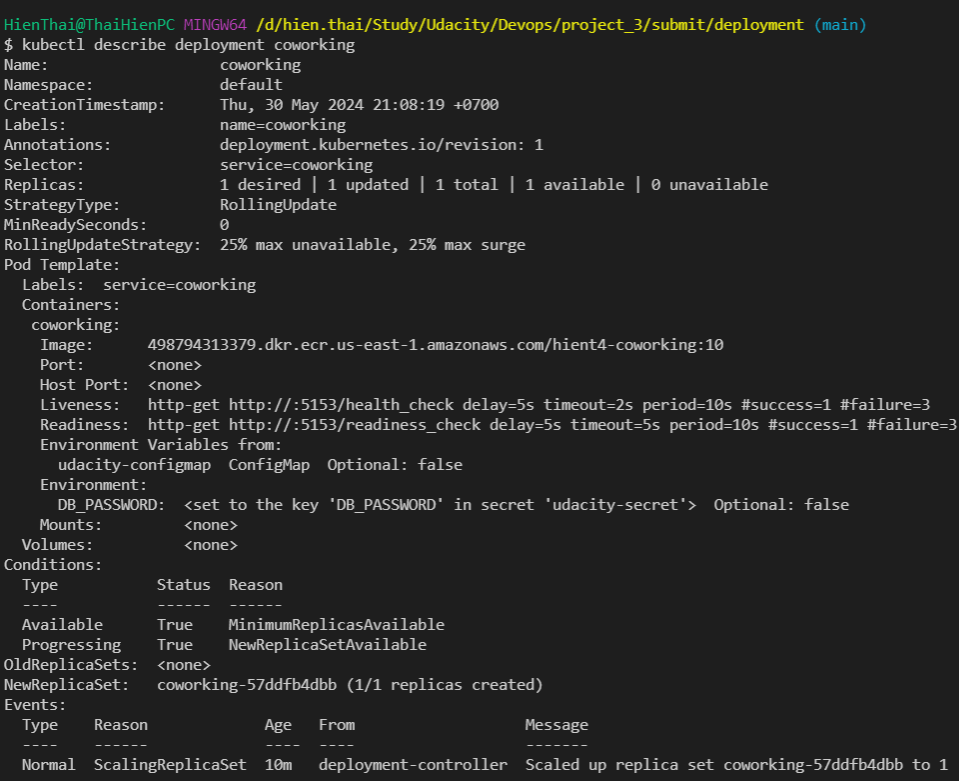 HienThai@ThaiHienPC MINGW64 /d/hien.thai/Study/Udacity/Devops/project_3/submit/deployment (main)
$ kubectl describe deployment coworking
Name:                   coworking
Namespace:              default
CreationTimestamp:      Thu, 30 May 2024 21:08:19 +0700
Labels:                 name=coworking
Annotations:            deployment.kubernetes.io/revision: 1
Selector:               service=coworking
Replicas:               1 desired | 1 updated | 1 total | 1 available | 0 unavailable
StrategyType:           RollingUpdate
MinReadySeconds:        0
RollingUpdateStrategy:  25% max unavailable, 25% max surge
Pod Template:
  Labels:  service=coworking
  Containers:
   coworking:
    Image:      498794313379.dkr.ecr.us-east-1.amazonaws.com/hient4-coworking:10
    Port:       <none>
    Host Port:  <none>
    Liveness:   http-get http://:5153/health_check delay=5s timeout=2s period=10s #success=1 #failure=3
    Readiness:  http-get http://:5153/readiness_check delay=5s timeout=5s period=10s #success=1 #failure=3
    Environment Variables from:
      udacity-configmap  ConfigMap  Optional: false
    Environment:
      DB_PASSWORD:  <set to the key 'DB_PASSWORD' in secret 'udacity-secret'>  Optional: false
    Mounts:         <none>
  Volumes:          <none>
Conditions:
  Type           Status  Reason
  ----           ------  ------
  Available      True    MinimumReplicasAvailable
  Progressing    True    NewReplicaSetAvailable
OldReplicaSets:  <none>
NewReplicaSet:   coworking-57ddfb4dbb (1/1 replicas created)
Events:
  Type    Reason             Age   From                   Message
  ----    ------             ----  ----                   -------
  Normal  ScalingReplicaSet  10m   deployment-controller  Scaled up replica set coworking-57ddfb4dbb to 1